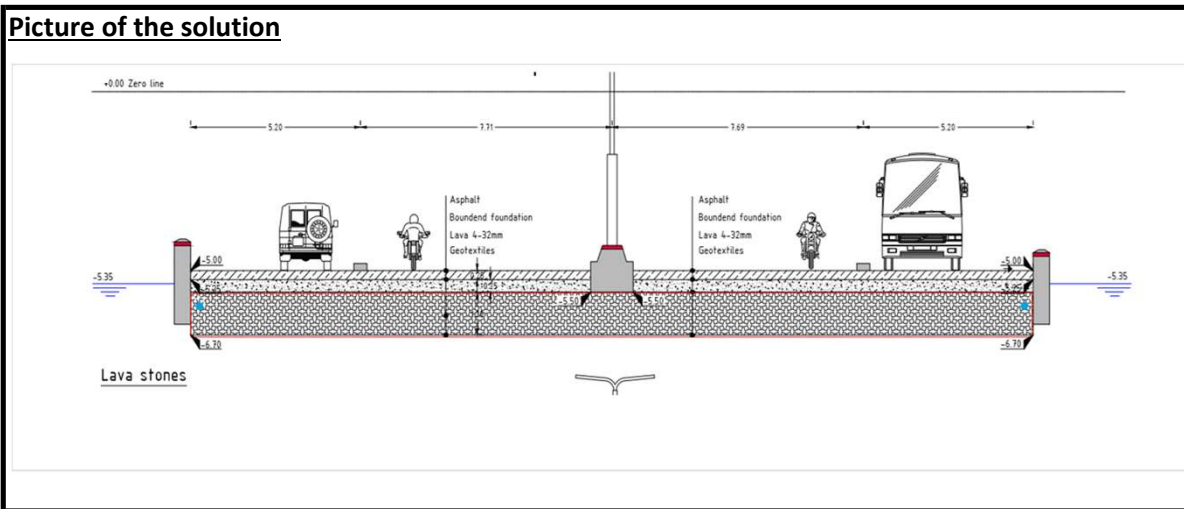 Picture of the solution
+0.00 Zero line
5.20
7.71
7.69
5.20
Asphalt
Boundend foundation
Lava 4-32mm
Geotextiles
Asphalt
Boundend foundation
Lava 4-32mm
Geotextiles
-5.00
-5.35
-5.00
-5.35
-5.50
-5.50
-6.70
-6.70
Lava stones